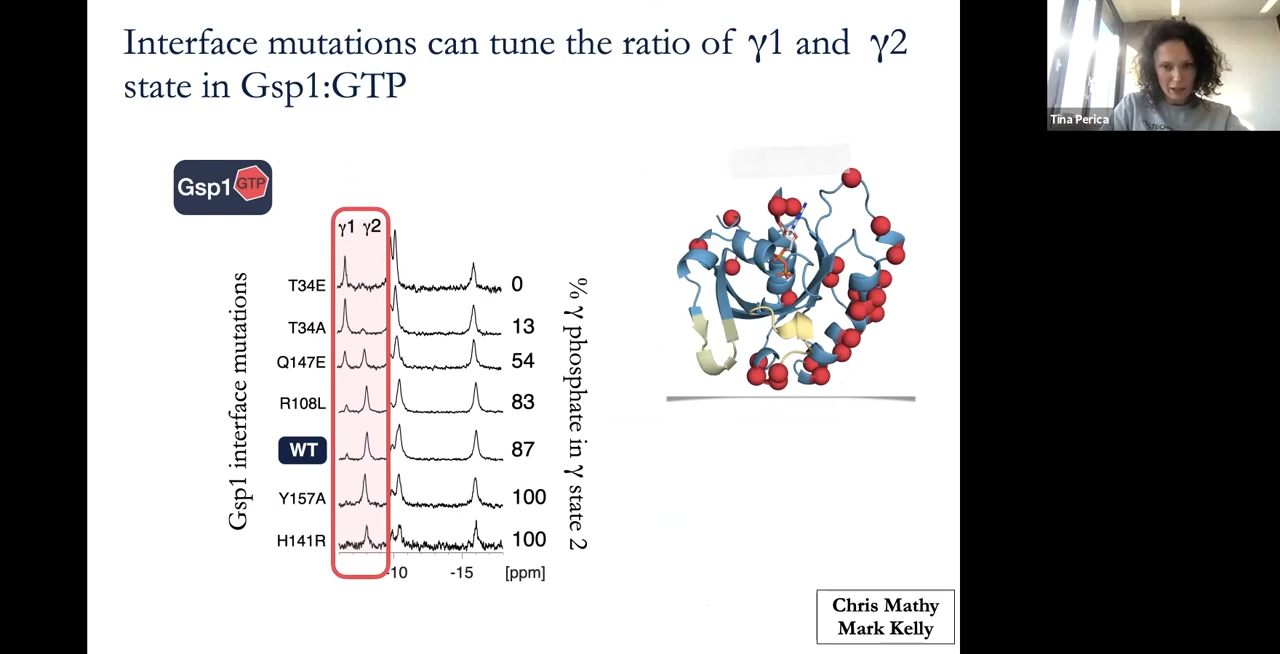 Interface mutations can tune the ratio of γ1 and γ2
state in Gsp1:GTP
Tina Perica
Gsp1 GTP
γ1 γ2
T34E 0
T34A 13
Q147E 54
R108L 83
WT 87
Y157A 100
H141R 100
-10 -15 [ppm]
Gsp1 interface mutations
% γ phosphate in γ state 2
Chris Mathy
Mark Kelly